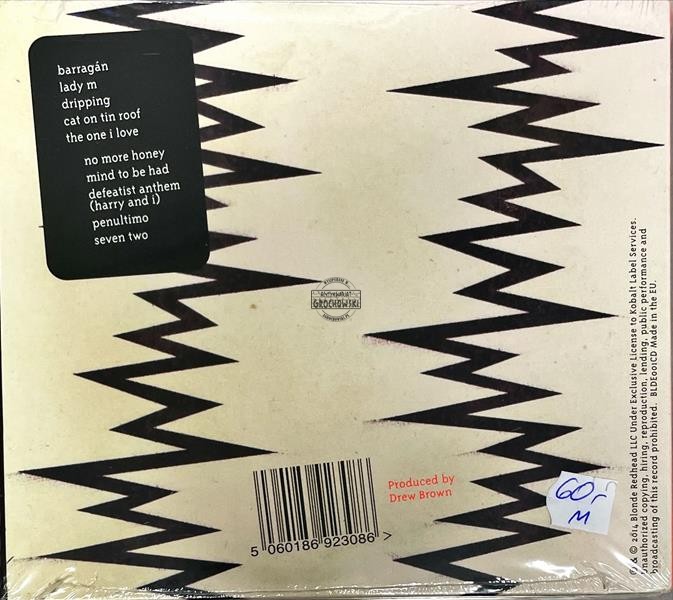 barragán
lady m
dripping
cat on tin roof
the one i love
no more honey
mind to be had
defeatist anthem
(harry and i)
penultimo
seven two
GROCHOWSKI
Produced by
Drew Brown
5 060186 923086 >
60,-
M
℗ & © 2014 Blonde Redhead LLC Under Exclusive License to Kobalt Label Services.
Unauthorized copying, hiring, reproduction, lending, public performance and
broadcasting of this record prohibited. BLDE001CD Made in the EU.